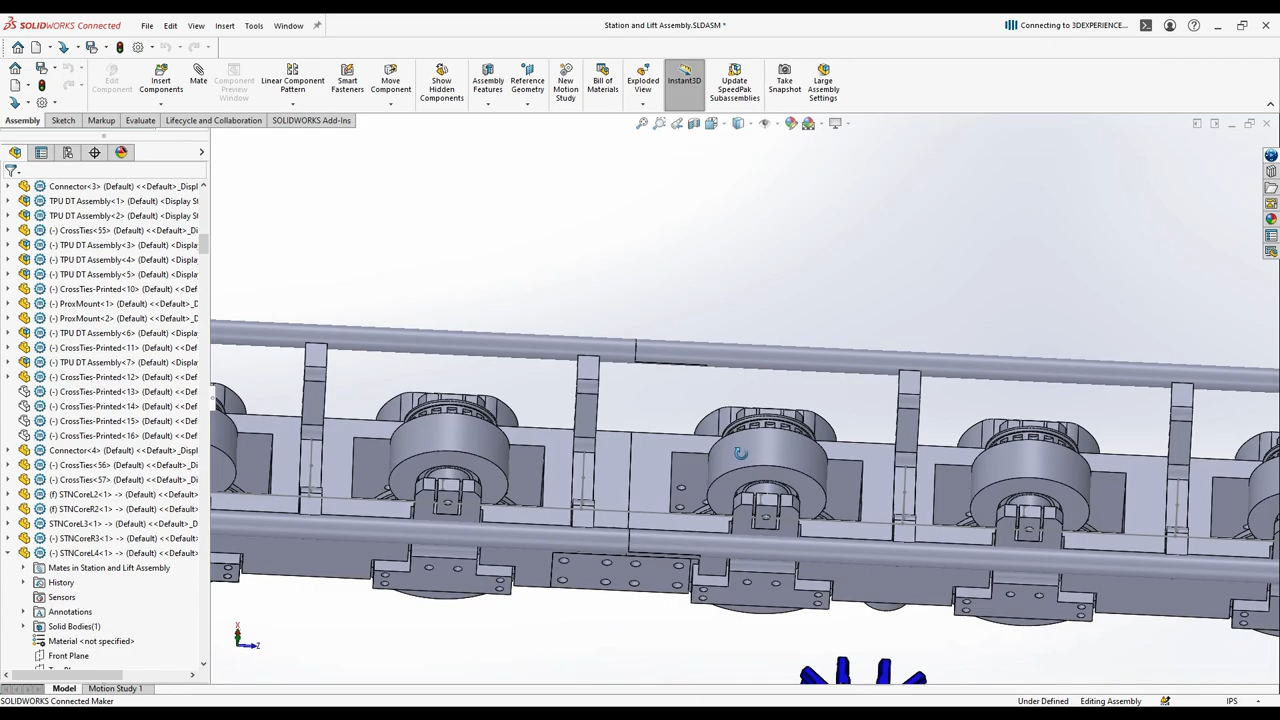 SOLIDWORKS Connected
File Edit View Insert Tools Window
Station and Lift Assembly.SLDASM *
Connecting to 3DEXPERIENCE...
Edit Component
Insert Components
Mate
Component Preview Window
Linear Component Pattern
Smart Fasteners
Move Component
Show Hidden Components
Assembly Features
Reference Geometry
New Motion Study
Bill of Materials
Exploded View
Instant3D
Update SpeedPak Subassemblies
Take Snapshot
Large Assembly Settings
Assembly Sketch Markup Evaluate Lifecycle and Collaboration SOLIDWORKS Add-Ins
Connector<3> (Default) <<Default>_Displ
TPU DT Assembly<1> (Default) <Display St
TPU DT Assembly<2> (Default) <Display St
(-) CrossTies<55> (Default) <<Default>_Di
(-) TPU DT Assembly<3> (Default) <Display
(-) TPU DT Assembly<4> (Default) <Display
(-) TPU DT Assembly<5> (Default) <Display
(-) CrossTies-Printed<10> (Default) <<Def
(-) ProxMount<1> (Default) <<Default>_D
(-) ProxMount<2> (Default) <<Default>_D
(-) TPU DT Assembly<6> (Default) <Display
(-) CrossTies-Printed<11> (Default) <<Def
(-) TPU DT Assembly<7> (Default) <Display
(-) CrossTies-Printed<12> (Default) <<Def
(-) CrossTies-Printed<13> (Default) <<Def
(-) CrossTies-Printed<14> (Default) <<Def
(-) CrossTies-Printed<15> (Default) <<Def
(-) CrossTies-Printed<16> (Default) <<Def
Connector<4> (Default) <<Default>_Displ
(-) CrossTies<56> (Default) <<Default>_Di
(-) CrossTies<57> (Default) <<Default>_Di
(f) STNCoreL2<1> -> (Default) <<Default>
(f) STNCoreR2<1> -> (Default) <<Default>
(-) STNCoreL3<1> -> (Default) <<Default>
(-) STNCoreR3<1> -> (Default) <<Default>
(-) STNCoreL4<1> -> (Default) <<Default>
Mates in Station and Lift Assembly
History
Sensors
Annotations
Solid Bodies(1)
Material <not specified>
Front Plane
X
Z
Model Motion Study 1
SOLIDWORKS Connected Maker
Under Defined
Editing Assembly
IPS